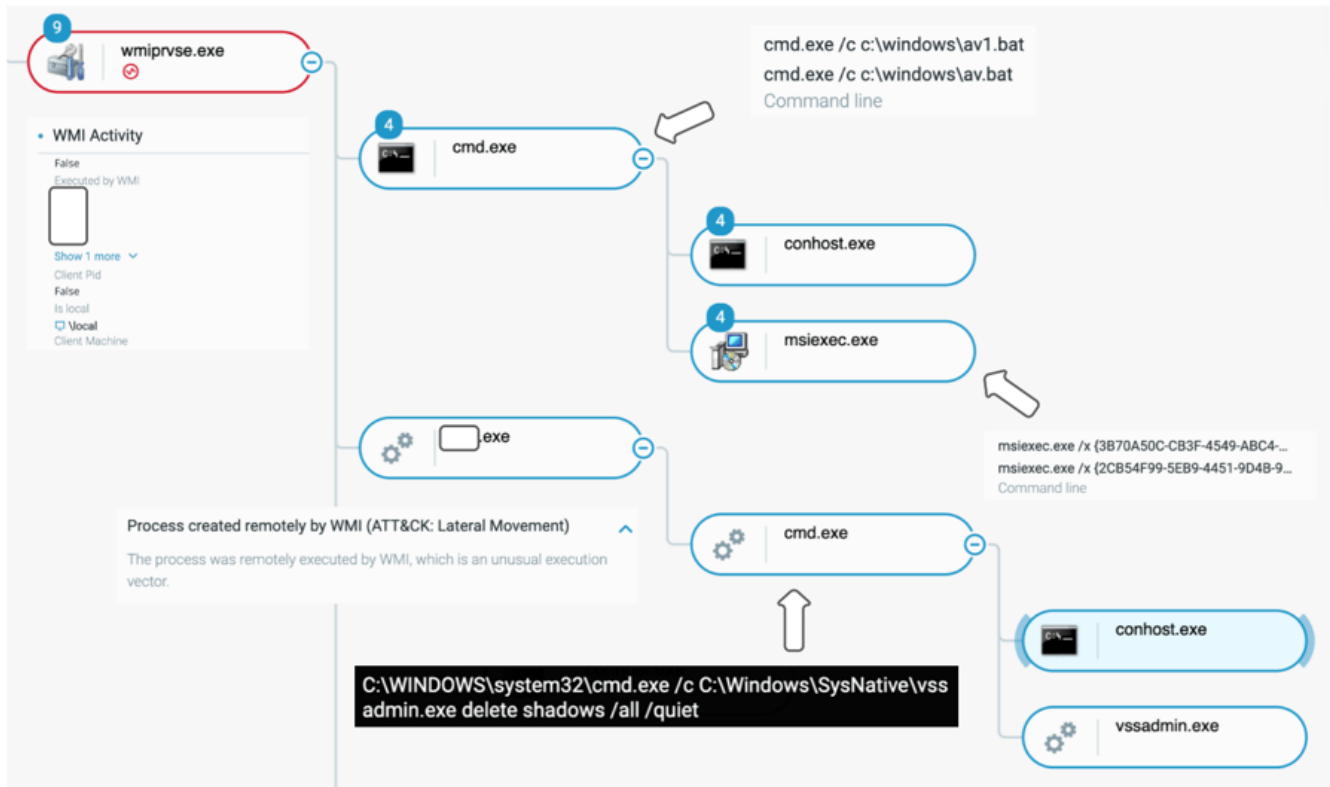 9
wmiprvse.exe
cmd.exe /c c:\windows\av1.bat
cmd.exe /c c:\windows\av.bat
Command line
• WMI Activity
False
Executed by WMI
Show 1 more
Client Pid
False
Is local
\local
Client Machine
4
C:\_
cmd.exe
4
C:\_
conhost.exe
4
msiexec.exe
msiexec.exe /x {3B70A50C-CB3F-4549-ABC4-...
msiexec.exe /x {2CB54F99-5EB9-4451-9D4B-9...
Command line
.exe
Process created remotely by WMI (ATT&CK: Lateral Movement)
The process was remotely executed by WMI, which is an unusual execution
vector.
cmd.exe
C:\WINDOWS\system32\cmd.exe /c C:\Windows\SysNative\vss
admin.exe delete shadows /all /quiet
C:\_
conhost.exe
vssadmin.exe